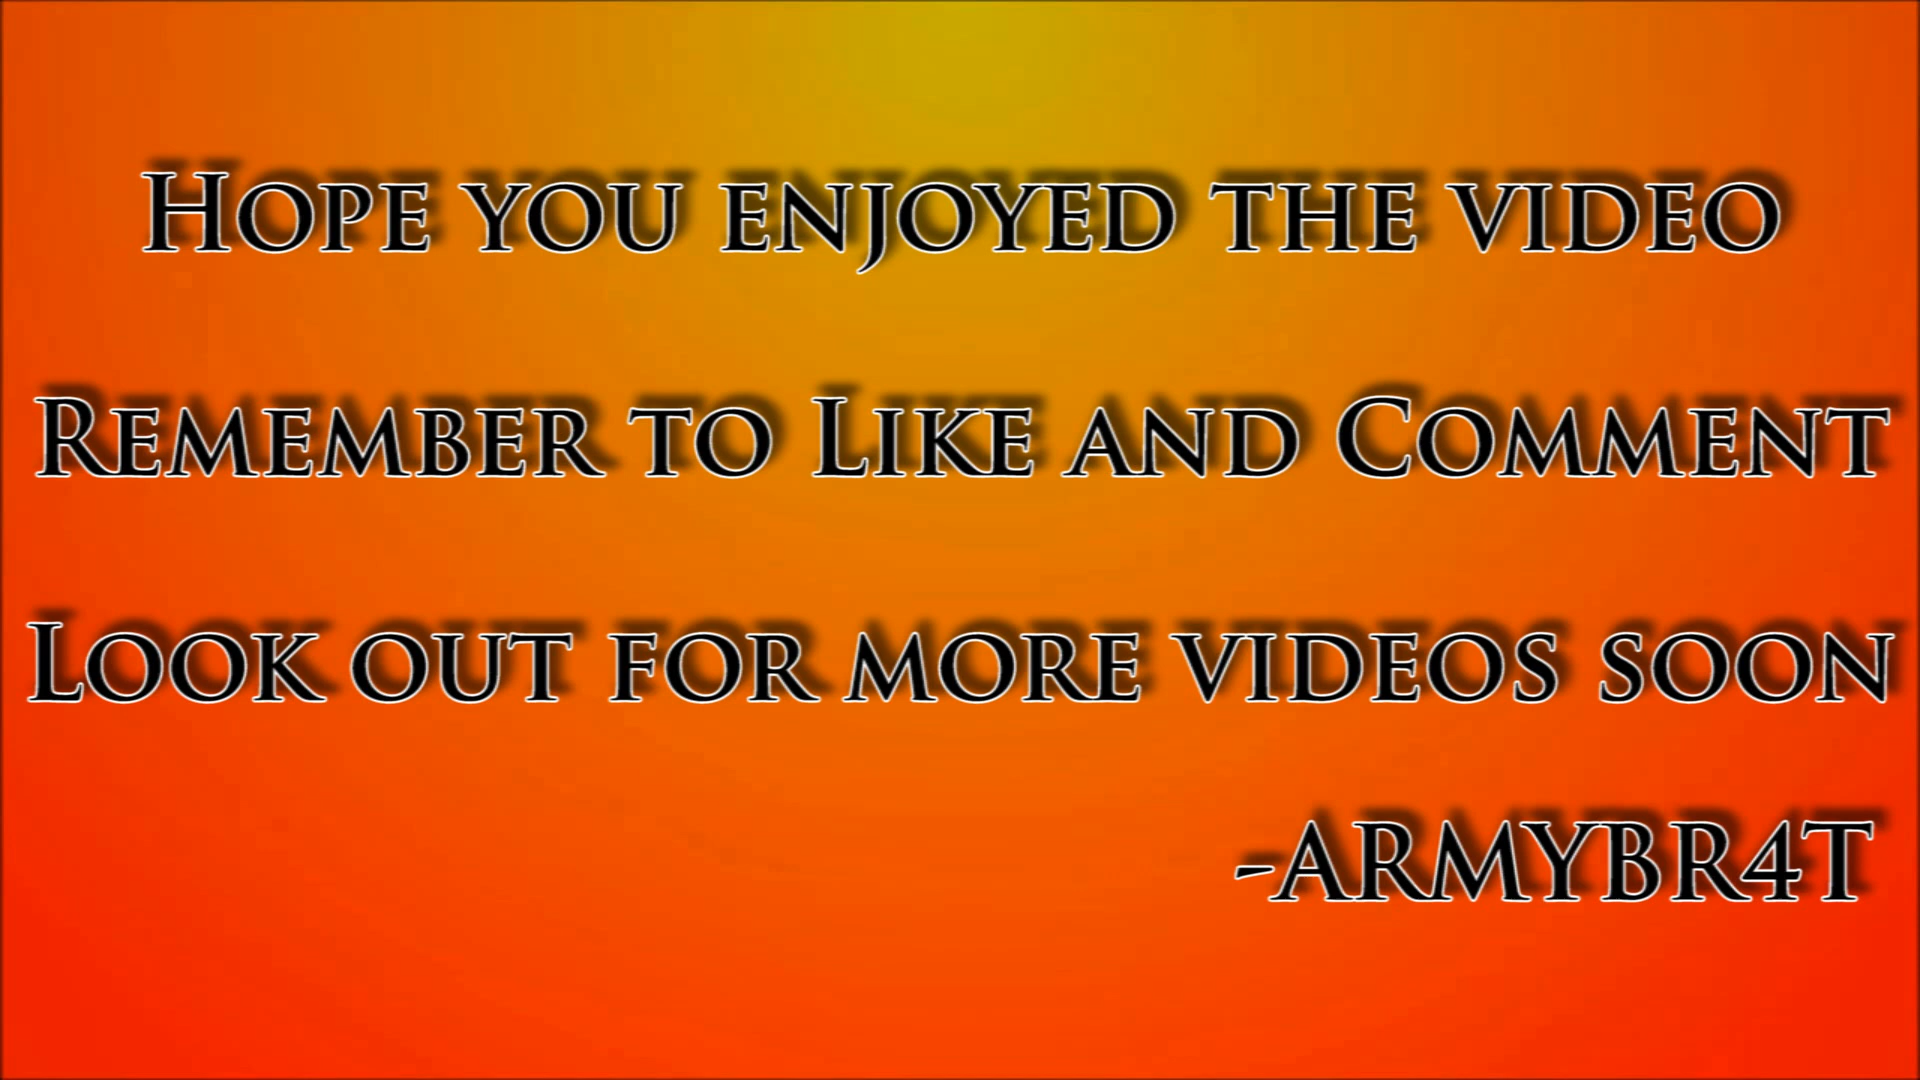 Hope you enjoyed the video
Remember to Like and Comment
Look out for more videos soon
-ARMYBR4T